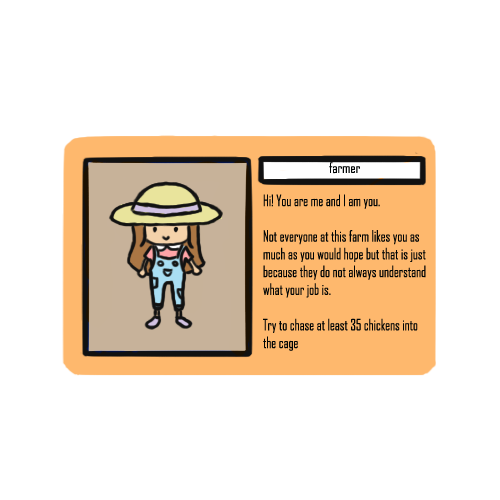 farmer
Hi! You are me and I am you.
Not everyone at this farm likes you as
much as you would hope but that is just
because they do not always understand
what your job is.
Try to chase at least 35 chickens into
the cage